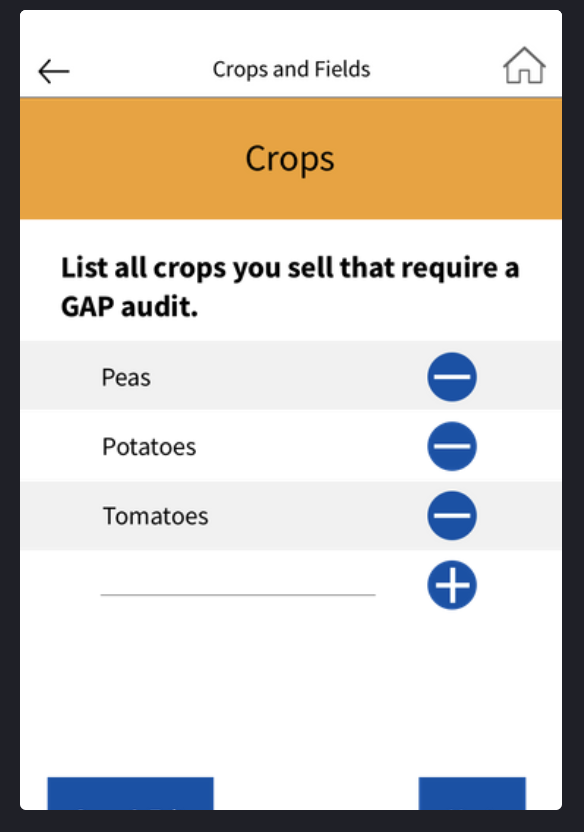 Crops and Fields
Crops
List all crops you sell that require a
GAP audit.
Peas
Potatoes
Tomatoes